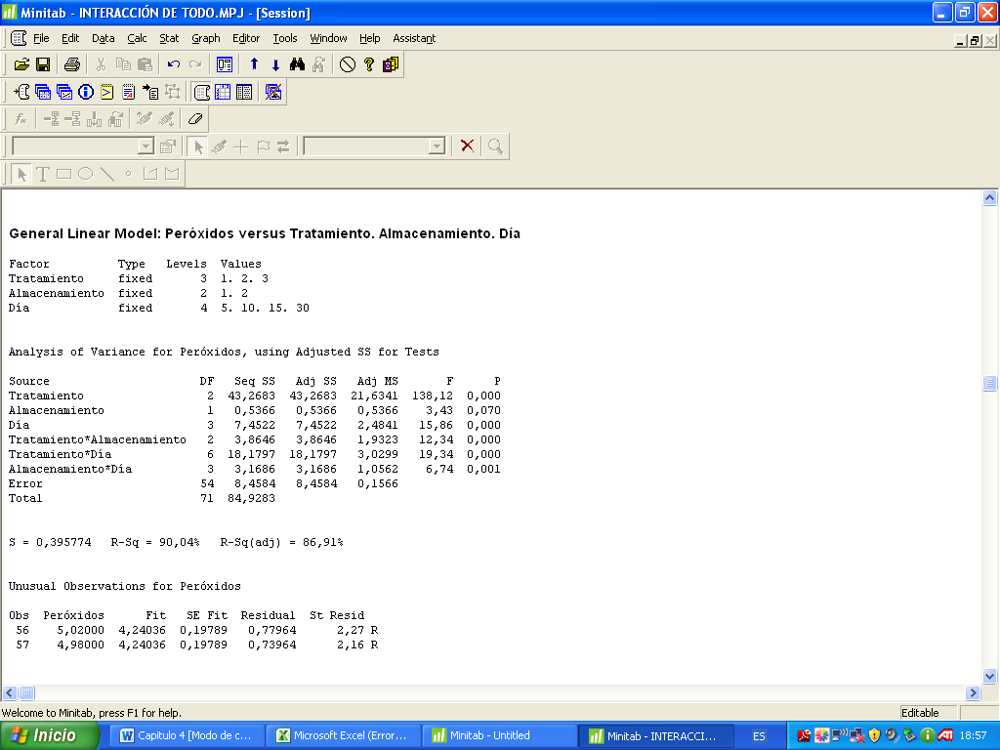 Minitab - INTERACCIÓN DE TODO.MPJ - [Session]
File Edit Data Calc Stat Graph Editor Tools Window Help Assistant
General Linear Model: Peróxidos versus Tratamiento. Almacenamiento. Día
Factor Type Levels Values
Tratamiento fixed 3 1. 2. 3
Almacenamiento fixed 2 1. 2
Día fixed 4 5. 10. 15. 30
Analysis of Variance for Peróxidos, using Adjusted SS for Tests
Source DF Seq SS Adj SS Adj MS F P
Tratamiento 2 43,2683 43,2683 21,6341 138,12 0,000
Almacenamiento 1 0,5366 0,5366 0,5366 3,43 0,070
Día 3 7,4522 7,4522 2,4841 15,86 0,000
Tratamiento*Almacenamiento 2 3,8646 3,8646 1,9323 12,34 0,000
Tratamiento*Día 6 18,1797 18,1797 3,0299 19,34 0,000
Almacenamiento*Día 3 3,1686 3,1686 1,0562 6,74 0,001
Error 54 8,4584 8,4584 0,1566
Total 71 84,9283
S = 0,395774 R-Sq = 90,04% R-Sq(adj) = 86,91%
Unusual Observations for Peróxidos
Obs Peróxidos Fit SE Fit Residual St Resid
56 5,02000 4,24036 0,19789 0,77964 2,27 R
57 4,98000 4,24036 0,19789 0,73964 2,16 R
Welcome to Minitab, press F1 for help.
Editable
Inicio
Capitulo 4 [Modo de c...
Microsoft Excel (Error...
Minitab - Untitled
Minitab - INTERACCI...
ES
18:57